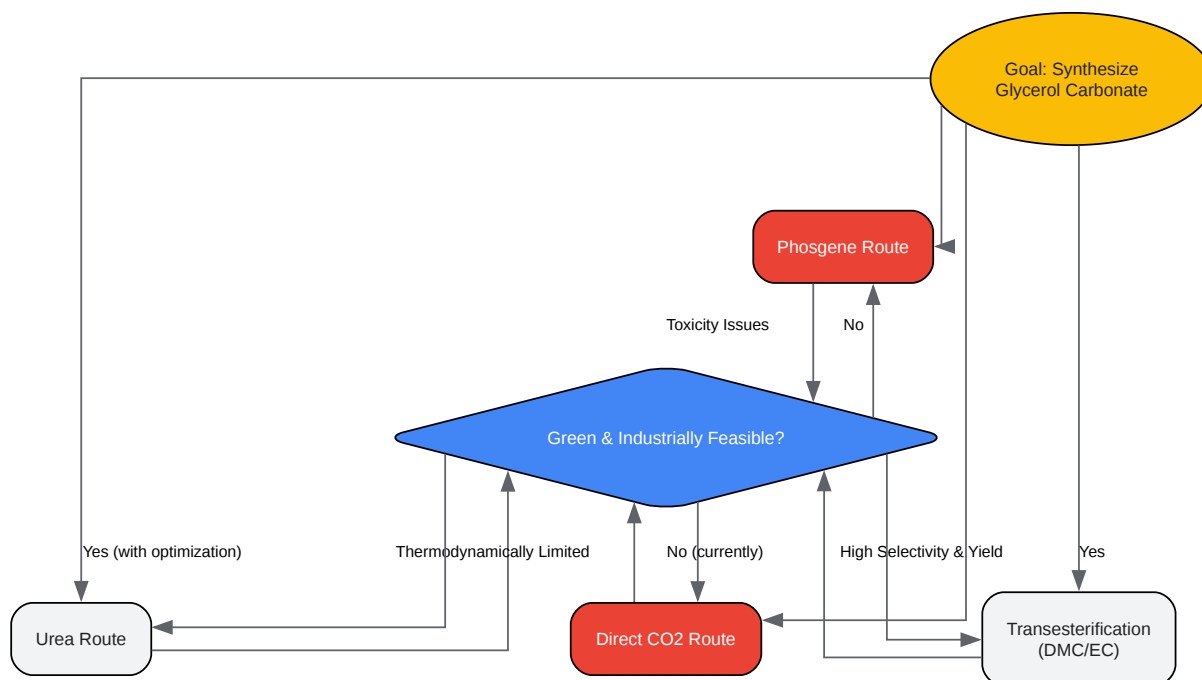 Goal: Synthesize
Glycerol Carbonate
Phosgene Route
Toxicity Issues
No
Green & Industrially Feasible?
Yes (with optimization)
Thermodynamically Limited
No (currently)
High Selectivity & Yield
Yes
Urea Route
Direct CO2 Route
Transesterification
(DMC/EC)